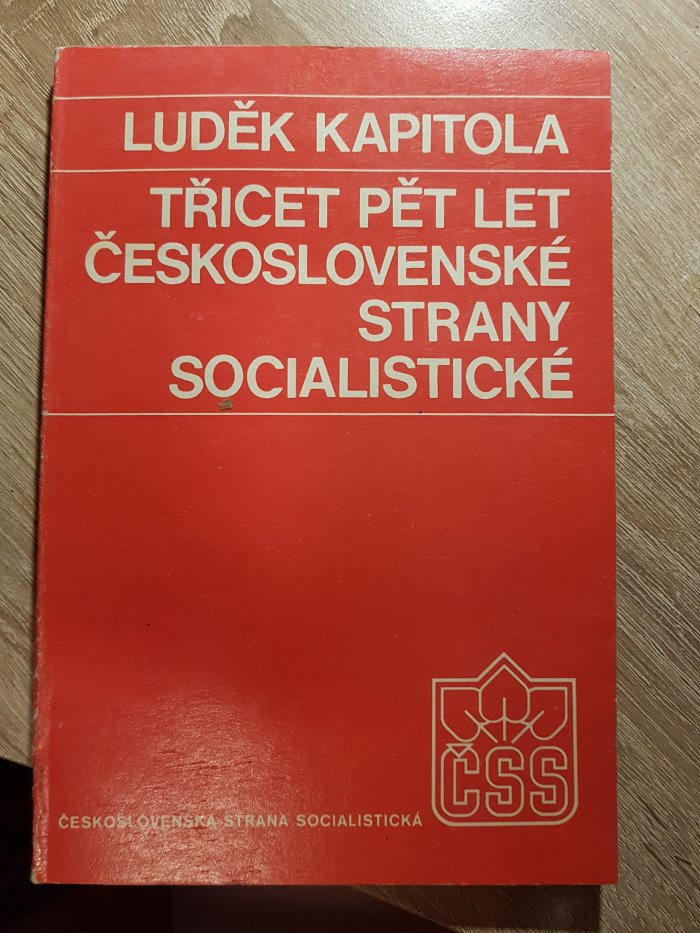 LUDĚK KAPITOLA
TŘICET PĚT LET
ČESKOSLOVENSKÉ
STRANY
SOCIALISTICKÉ
ČSS
ČESKOSLOVENSKÁ STRANA SOCIALISTICKÁ